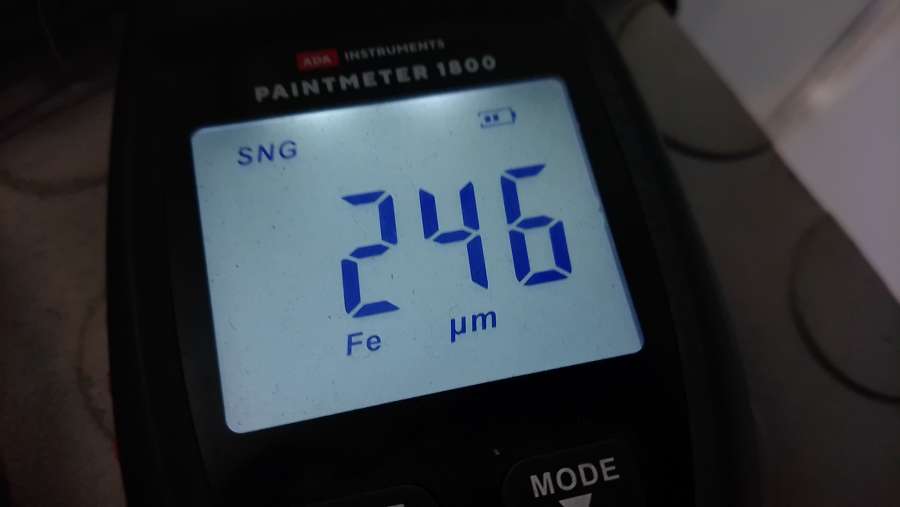 ADA INSTRUMENTS
PAINTMETER 1800
SNG
246
Fe µm
MODE